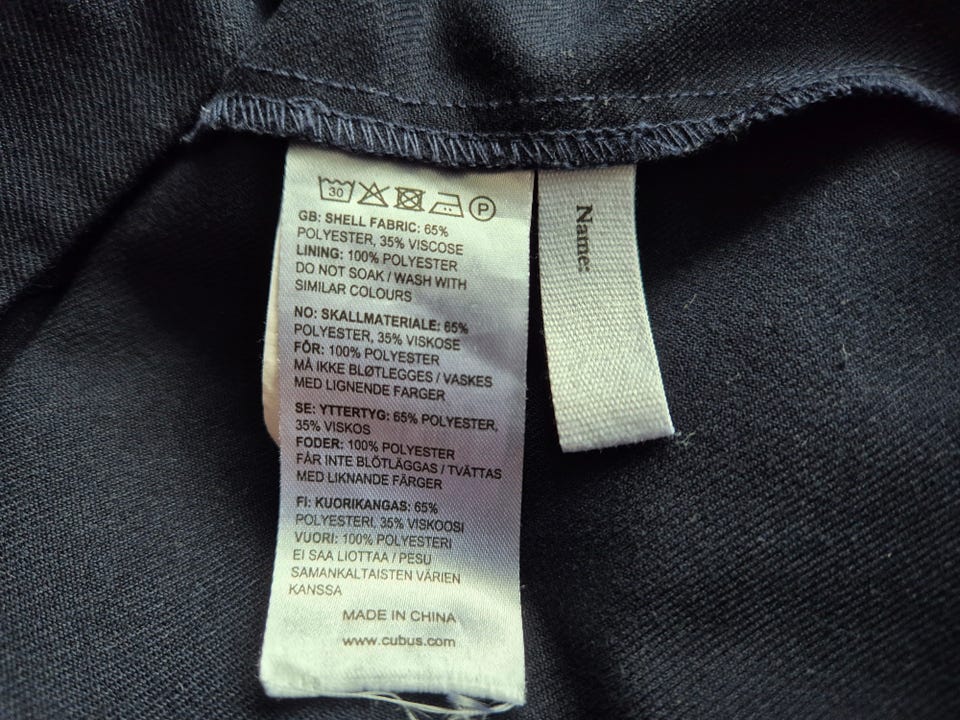 30
P
GB: SHELL FABRIC: 65%
POLYESTER, 35% VISCOSE
LINING: 100% POLYESTER
DO NOT SOAK / WASH WITH
SIMILAR COLOURS
NO: SKALLMATERIALE: 65%
POLYESTER, 35% VISKOSE
FÔR: 100% POLYESTER
MÅ IKKE BLØTLEGGES / VASKES
MED LIGNENDE FARGER
SE: YTTERTYG: 65% POLYESTER,
35% VISKOS
FODER: 100% POLYESTER
FÅR INTE BLÖTLÄGGAS / TVÄTTAS
MED LIKNANDE FÄRGER
FI: KUORIKANGAS: 65%
POLYESTERI, 35% VISKOOSI
VUORI: 100% POLYESTERI
EI SAA LIOTTAA / PESU
SAMANKALTAISTEN VÄRIEN
KANSSA
MADE IN CHINA
www.cubus.com
Name: